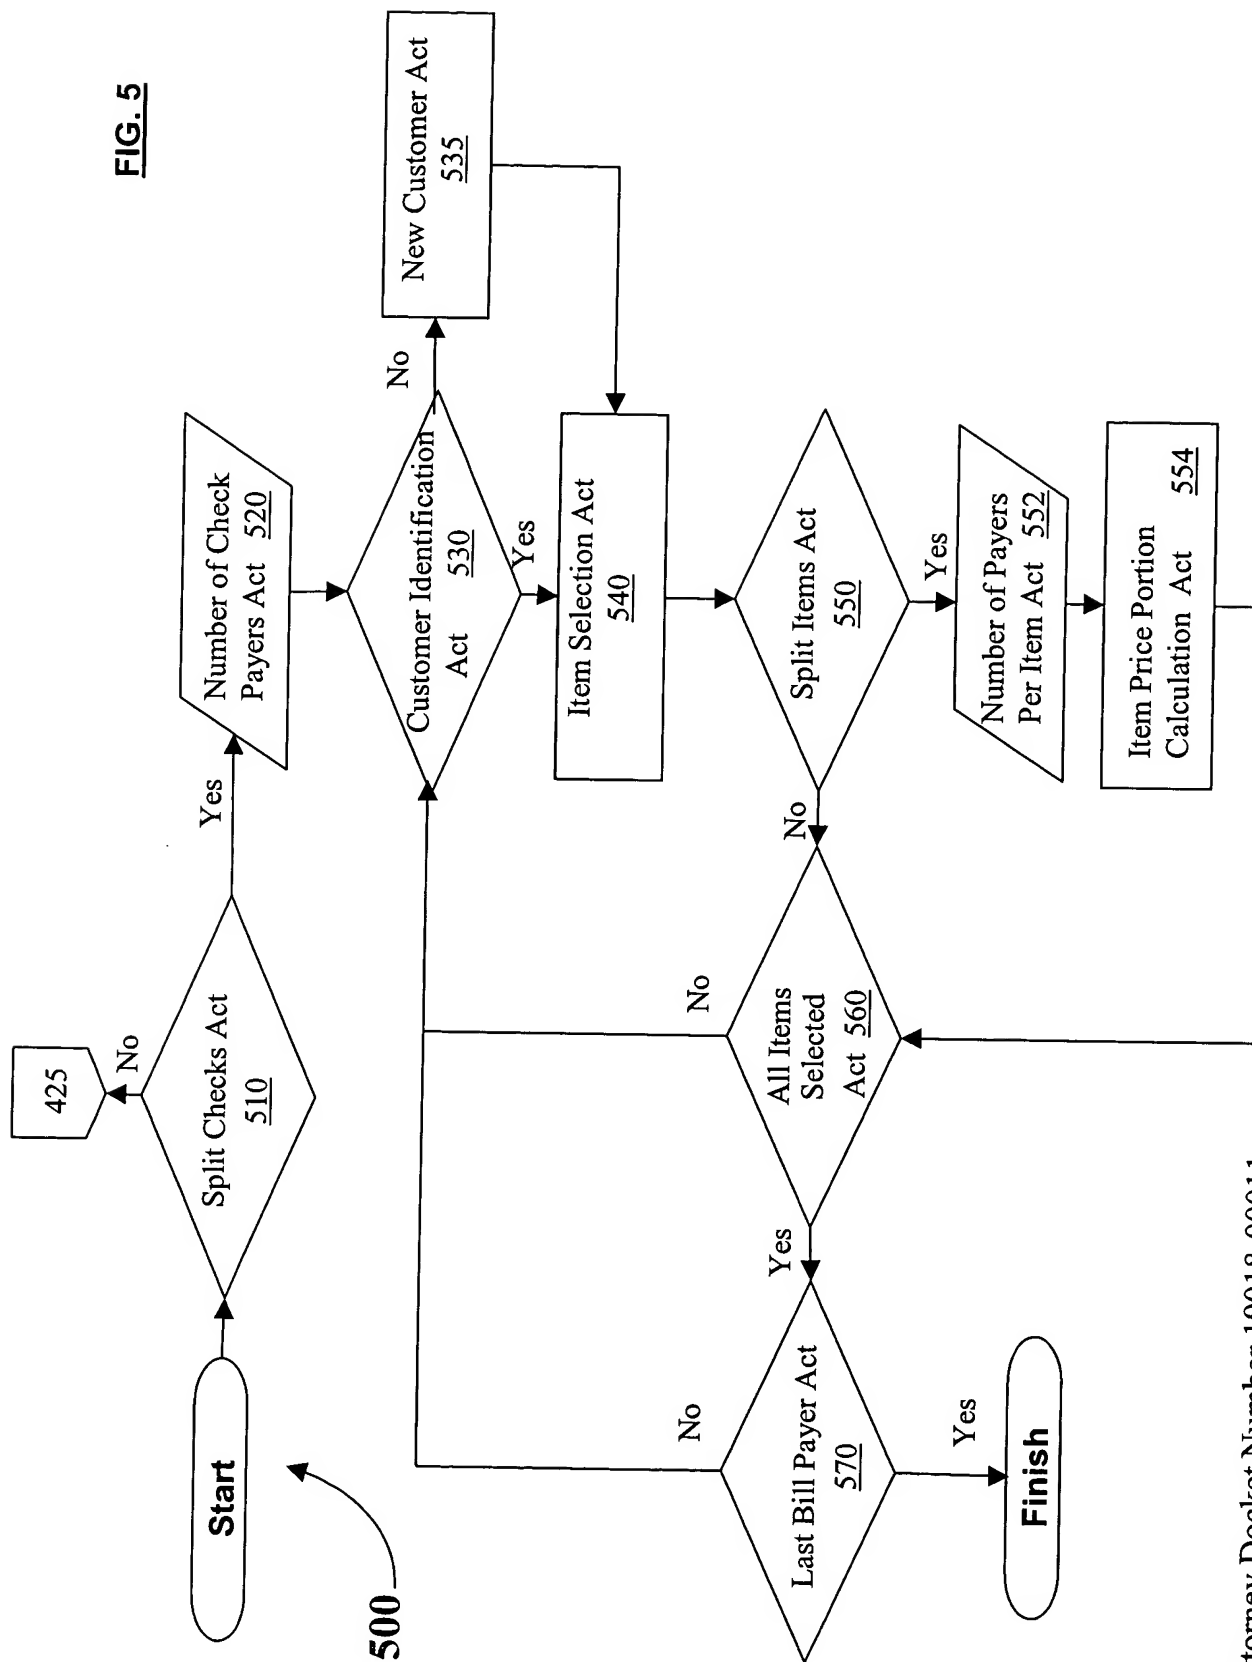 FIG. 5
500
Start
Split Checks Act
510
No
425
Yes
Number of Check
Payers Act 520
Customer Identification
Act 530
No
New Customer Act
535
Yes
Item Selection Act
540
Split Items Act
550
Yes
Number of Payers
Per Item Act 552
Item Price Portion
Calculation Act 554
No
All Items
Selected
Act 560
No
Yes
Last Bill Payer Act
570
No
Yes
Finish
Docket Number